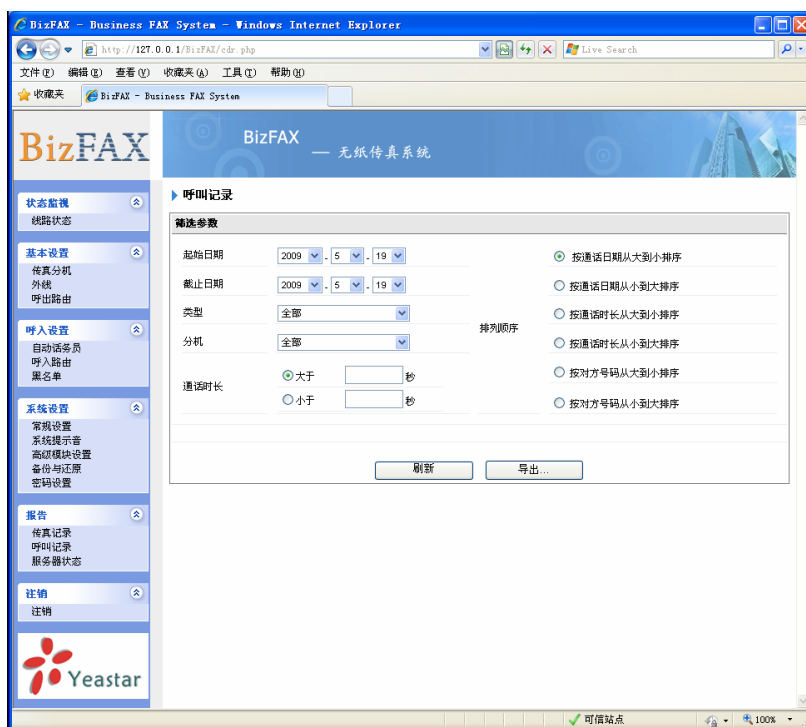 BizFAX - Business FAX System - Windows Internet Explorer
http://127.0.0.1/BizFAX/cdr.php
Live Search
文件(F) 编辑(E) 查看(V) 收藏夹(A) 工具(T) 帮助(H)
收藏夹 BizFAX - Business FAX System
BizFAX
BizFAX
— 无纸传真系统
状态监视
线路状态
基本设置
传真分机
外线
呼出路由
呼入设置
自动话务员
呼入路由
黑名单
系统设置
常规设置
系统提示音
高级模块设置
备份与还原
密码设置
报告
传真记录
呼叫记录
服务器状态
注销
注销
Yeastar
呼叫记录
筛选参数
起始日期 2009 . 5 . 19
截止日期 2009 . 5 . 19
类型 全部
分机 全部
通话时长
大于 秒
小于 秒
排列顺序
按通话日期从大到小排序
按通话日期从小到大排序
按通话时长从大到小排序
按通话时长从小到大排序
按对方号码从大到小排序
按对方号码从小到大排序
刷新 导出...
可信站点 100%